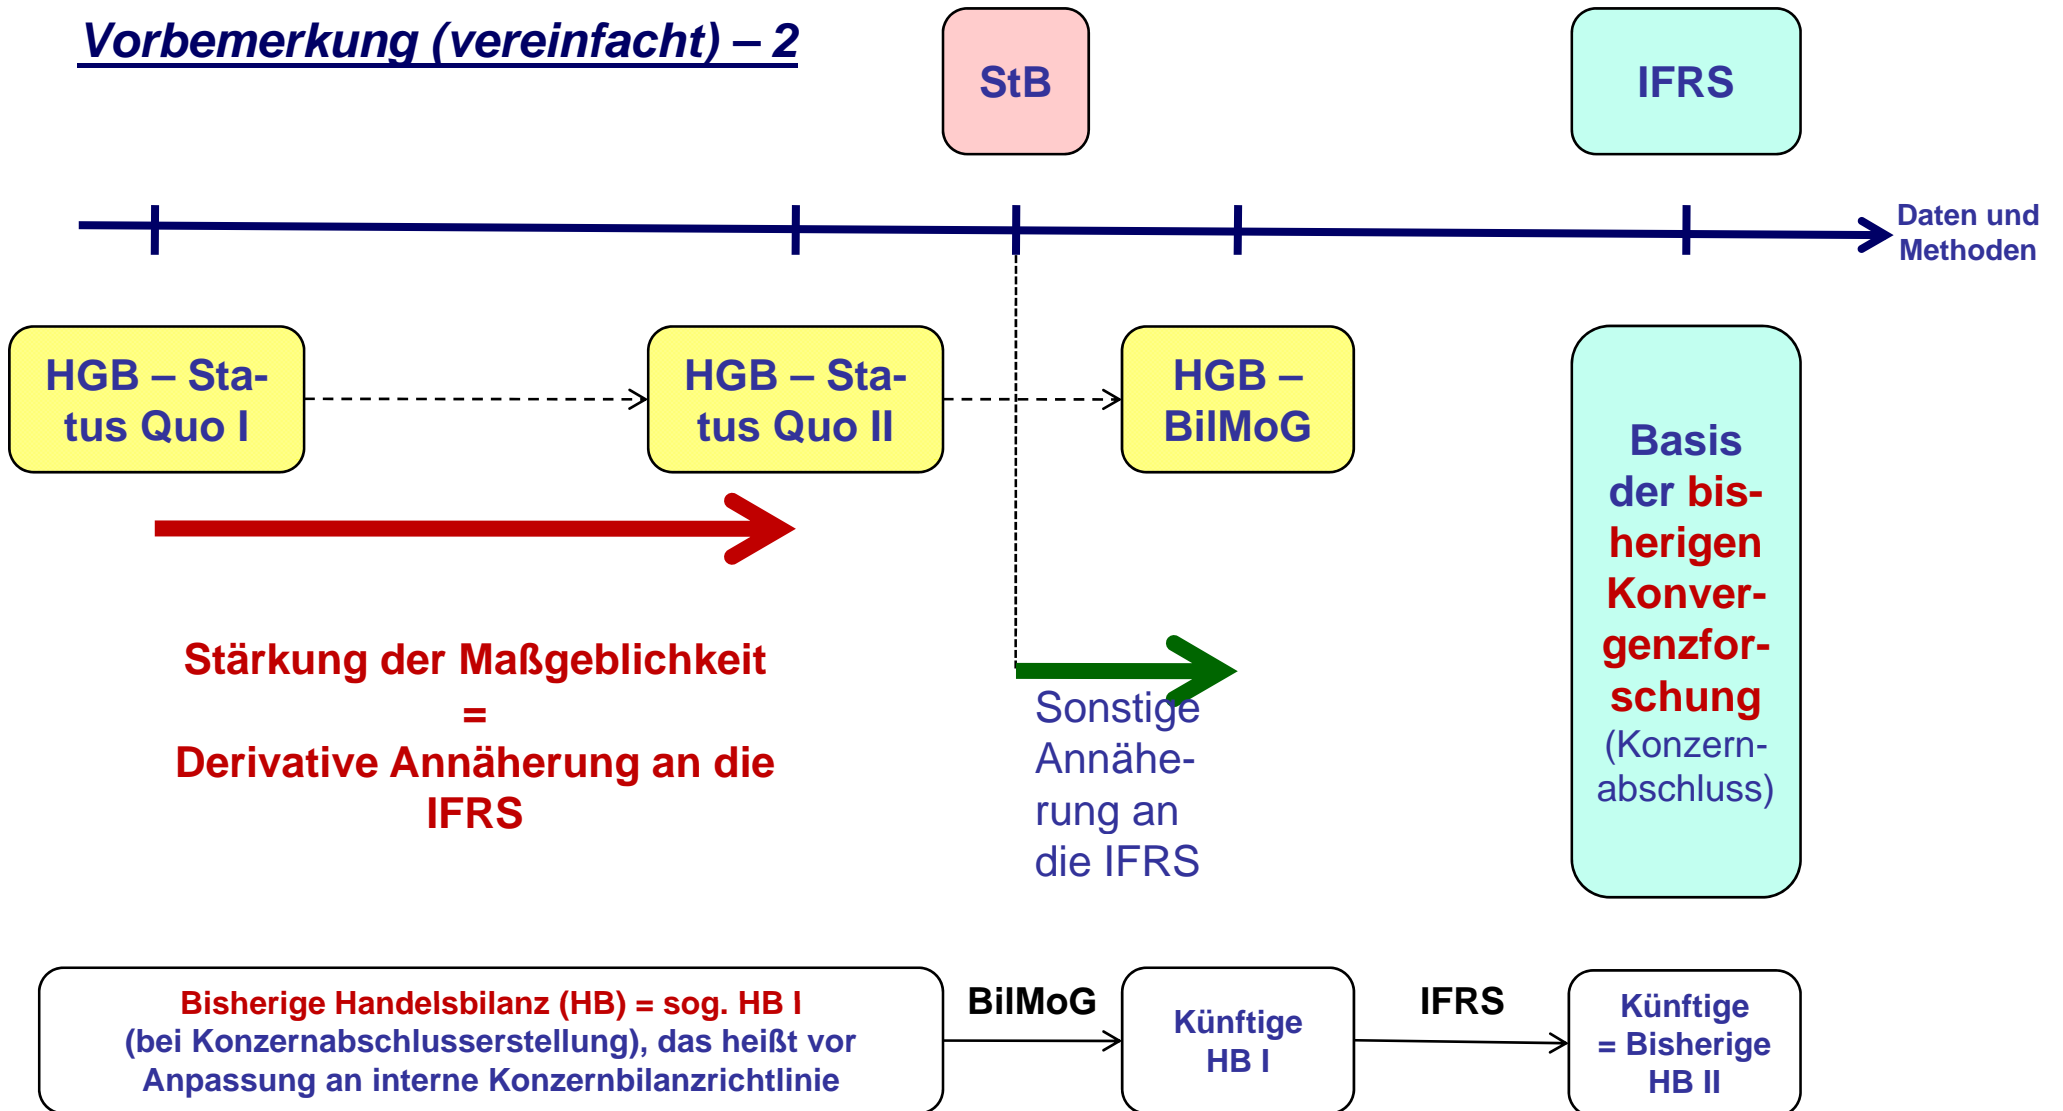 Vorbemerkung (vereinfacht) – 2
StB
IFRS
Daten und
Methoden
HGB – Sta-
tus Quo I
HGB – Sta-
tus Quo II
HGB –
BilMoG
Basis
der bis-
herigen
Konver-
genzfor-
schung
(Konzern-
abschluss)
Stärkung der Maßgeblichkeit
=
Derivative Annäherung an die
IFRS
Sonstige
Annähe-
rung an
die IFRS
Bisherige Handelsbilanz (HB) = sog. HB I
(bei Konzernabschlusserstellung), das heißt vor
Anpassung an interne Konzernbilanzrichtlinie
BilMoG
Künftige
HB I
IFRS
Künftige
= Bisherige
HB II